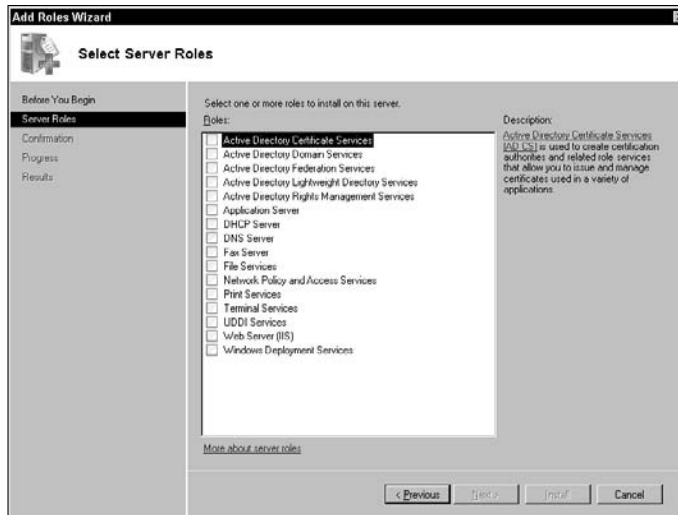 Add Roles Wizard
Select Server Roles
Before You Begin
Server Roles
Confirmation
Progress
Results
Select one or more roles to install on this server.
Roles:
Active Directory Certificate Services
Active Directory Domain Services
Active Directory Federation Services
Active Directory Lightweight Directory Services
Active Directory Rights Management Services
Application Server
DHCP Server
DNS Server
Fax Server
File Services
Network Policy and Access Services
Print Services
Terminal Services
UDDI Services
Web Server (IIS)
Windows Deployment Services
More about server roles
Description:
Active Directory Certificate Services
(AD CS) is used to create certification
authorities and related role services
that allow you to issue and manage
certificates used in a variety of
applications.
< Previous
Next >
Install
Cancel